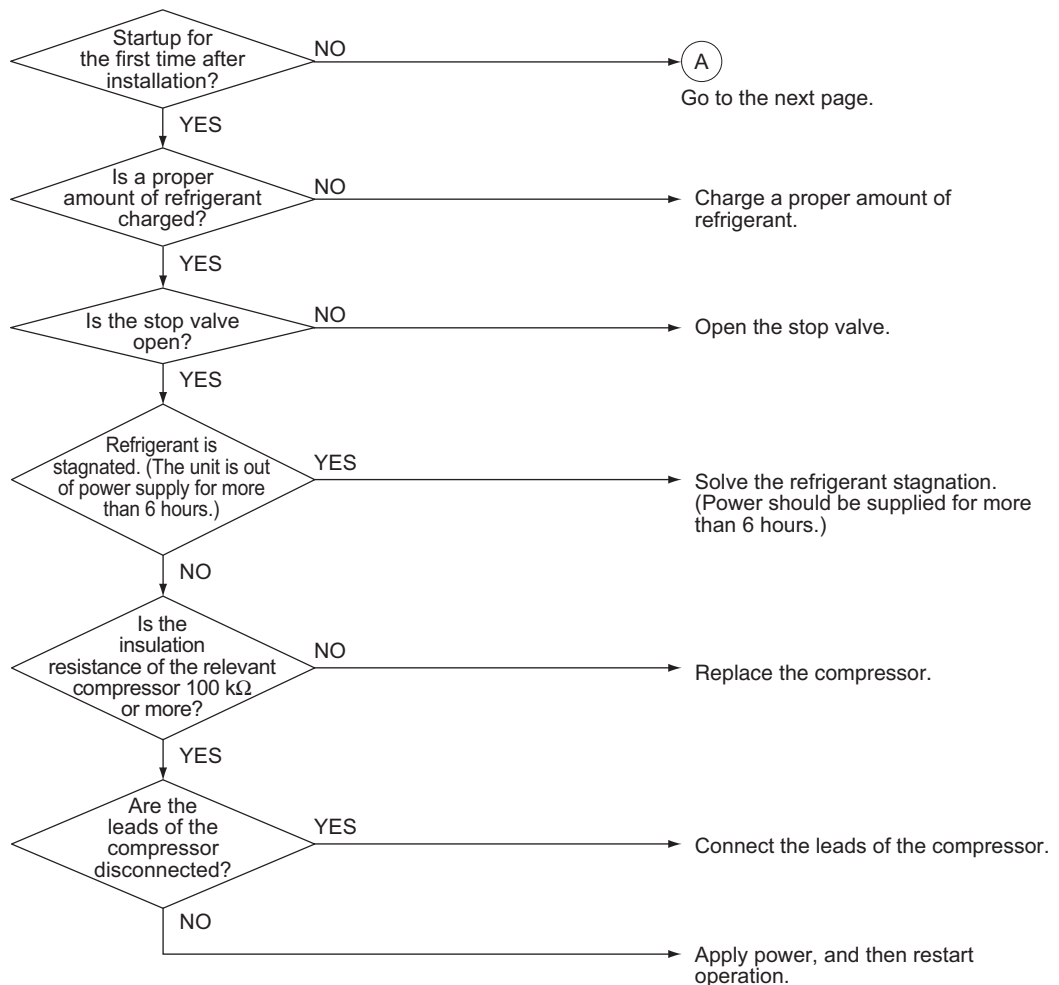 Startup for
the first time after
installation?
NO
A
Go to the next page.
YES
Is a proper
amount of refrigerant
charged?
NO
Charge a proper amount of
refrigerant.
YES
Is the stop valve
open?
NO
Open the stop valve.
YES
Refrigerant is
stagnated. (The unit is out
of power supply for more
than 6 hours.)
YES
Solve the refrigerant stagnation.
(Power should be supplied for more
than 6 hours.)
NO
Is the
insulation
resistance of the relevant
compressor 100 kΩ
or more?
NO
Replace the compressor.
YES
Are the
leads of the
compressor
disconnected?
YES
Connect the leads of the compressor.
NO
Apply power, and then restart
operation.